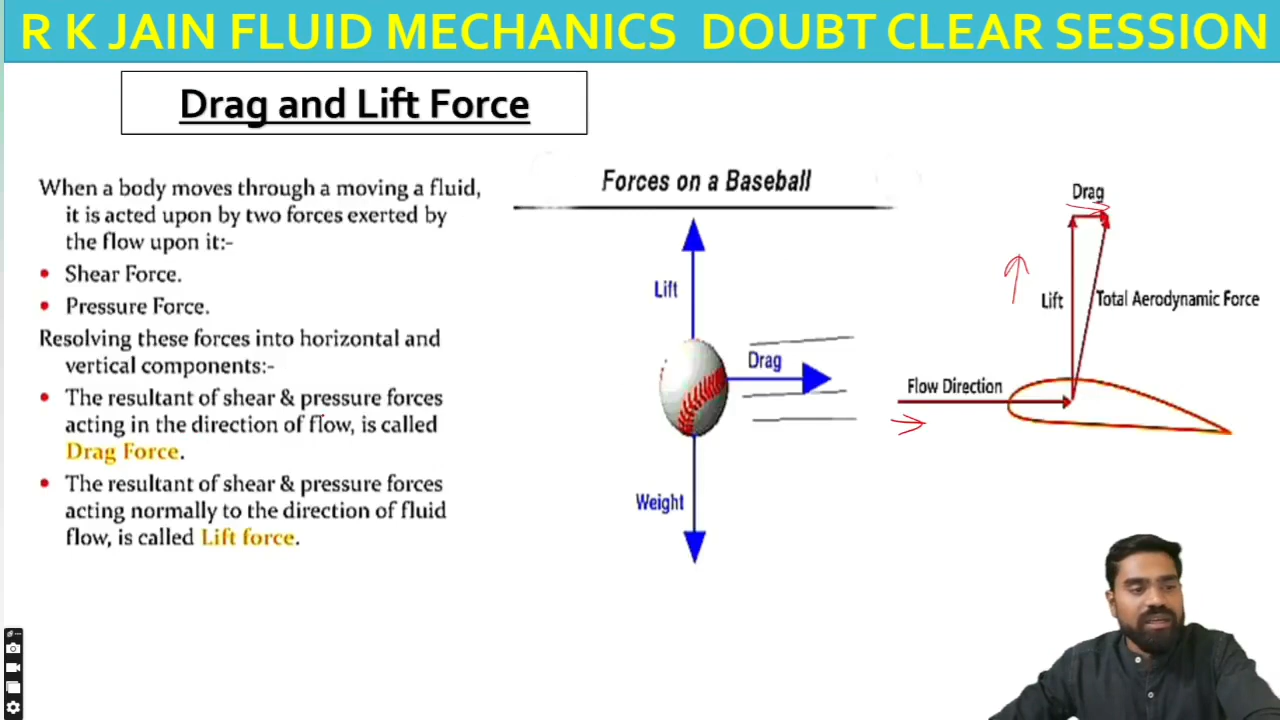 R K JAIN FLUID MECHANICS DOUBT CLEAR SESSION
Drag and Lift Force
When a body moves through a moving a fluid,
it is acted upon by two forces exerted by
the flow upon it:-
• Shear Force.
• Pressure Force.
Resolving these forces into horizontal and
vertical components:-
• The resultant of shear & pressure forces
acting in the direction of flow, is called
Drag Force.
• The resultant of shear & pressure forces
acting normally to the direction of fluid
flow, is called Lift force.
Forces on a Baseball
Lift
Drag
Weight
Drag
Lift
Total Aerodynamic Force
Flow Direction